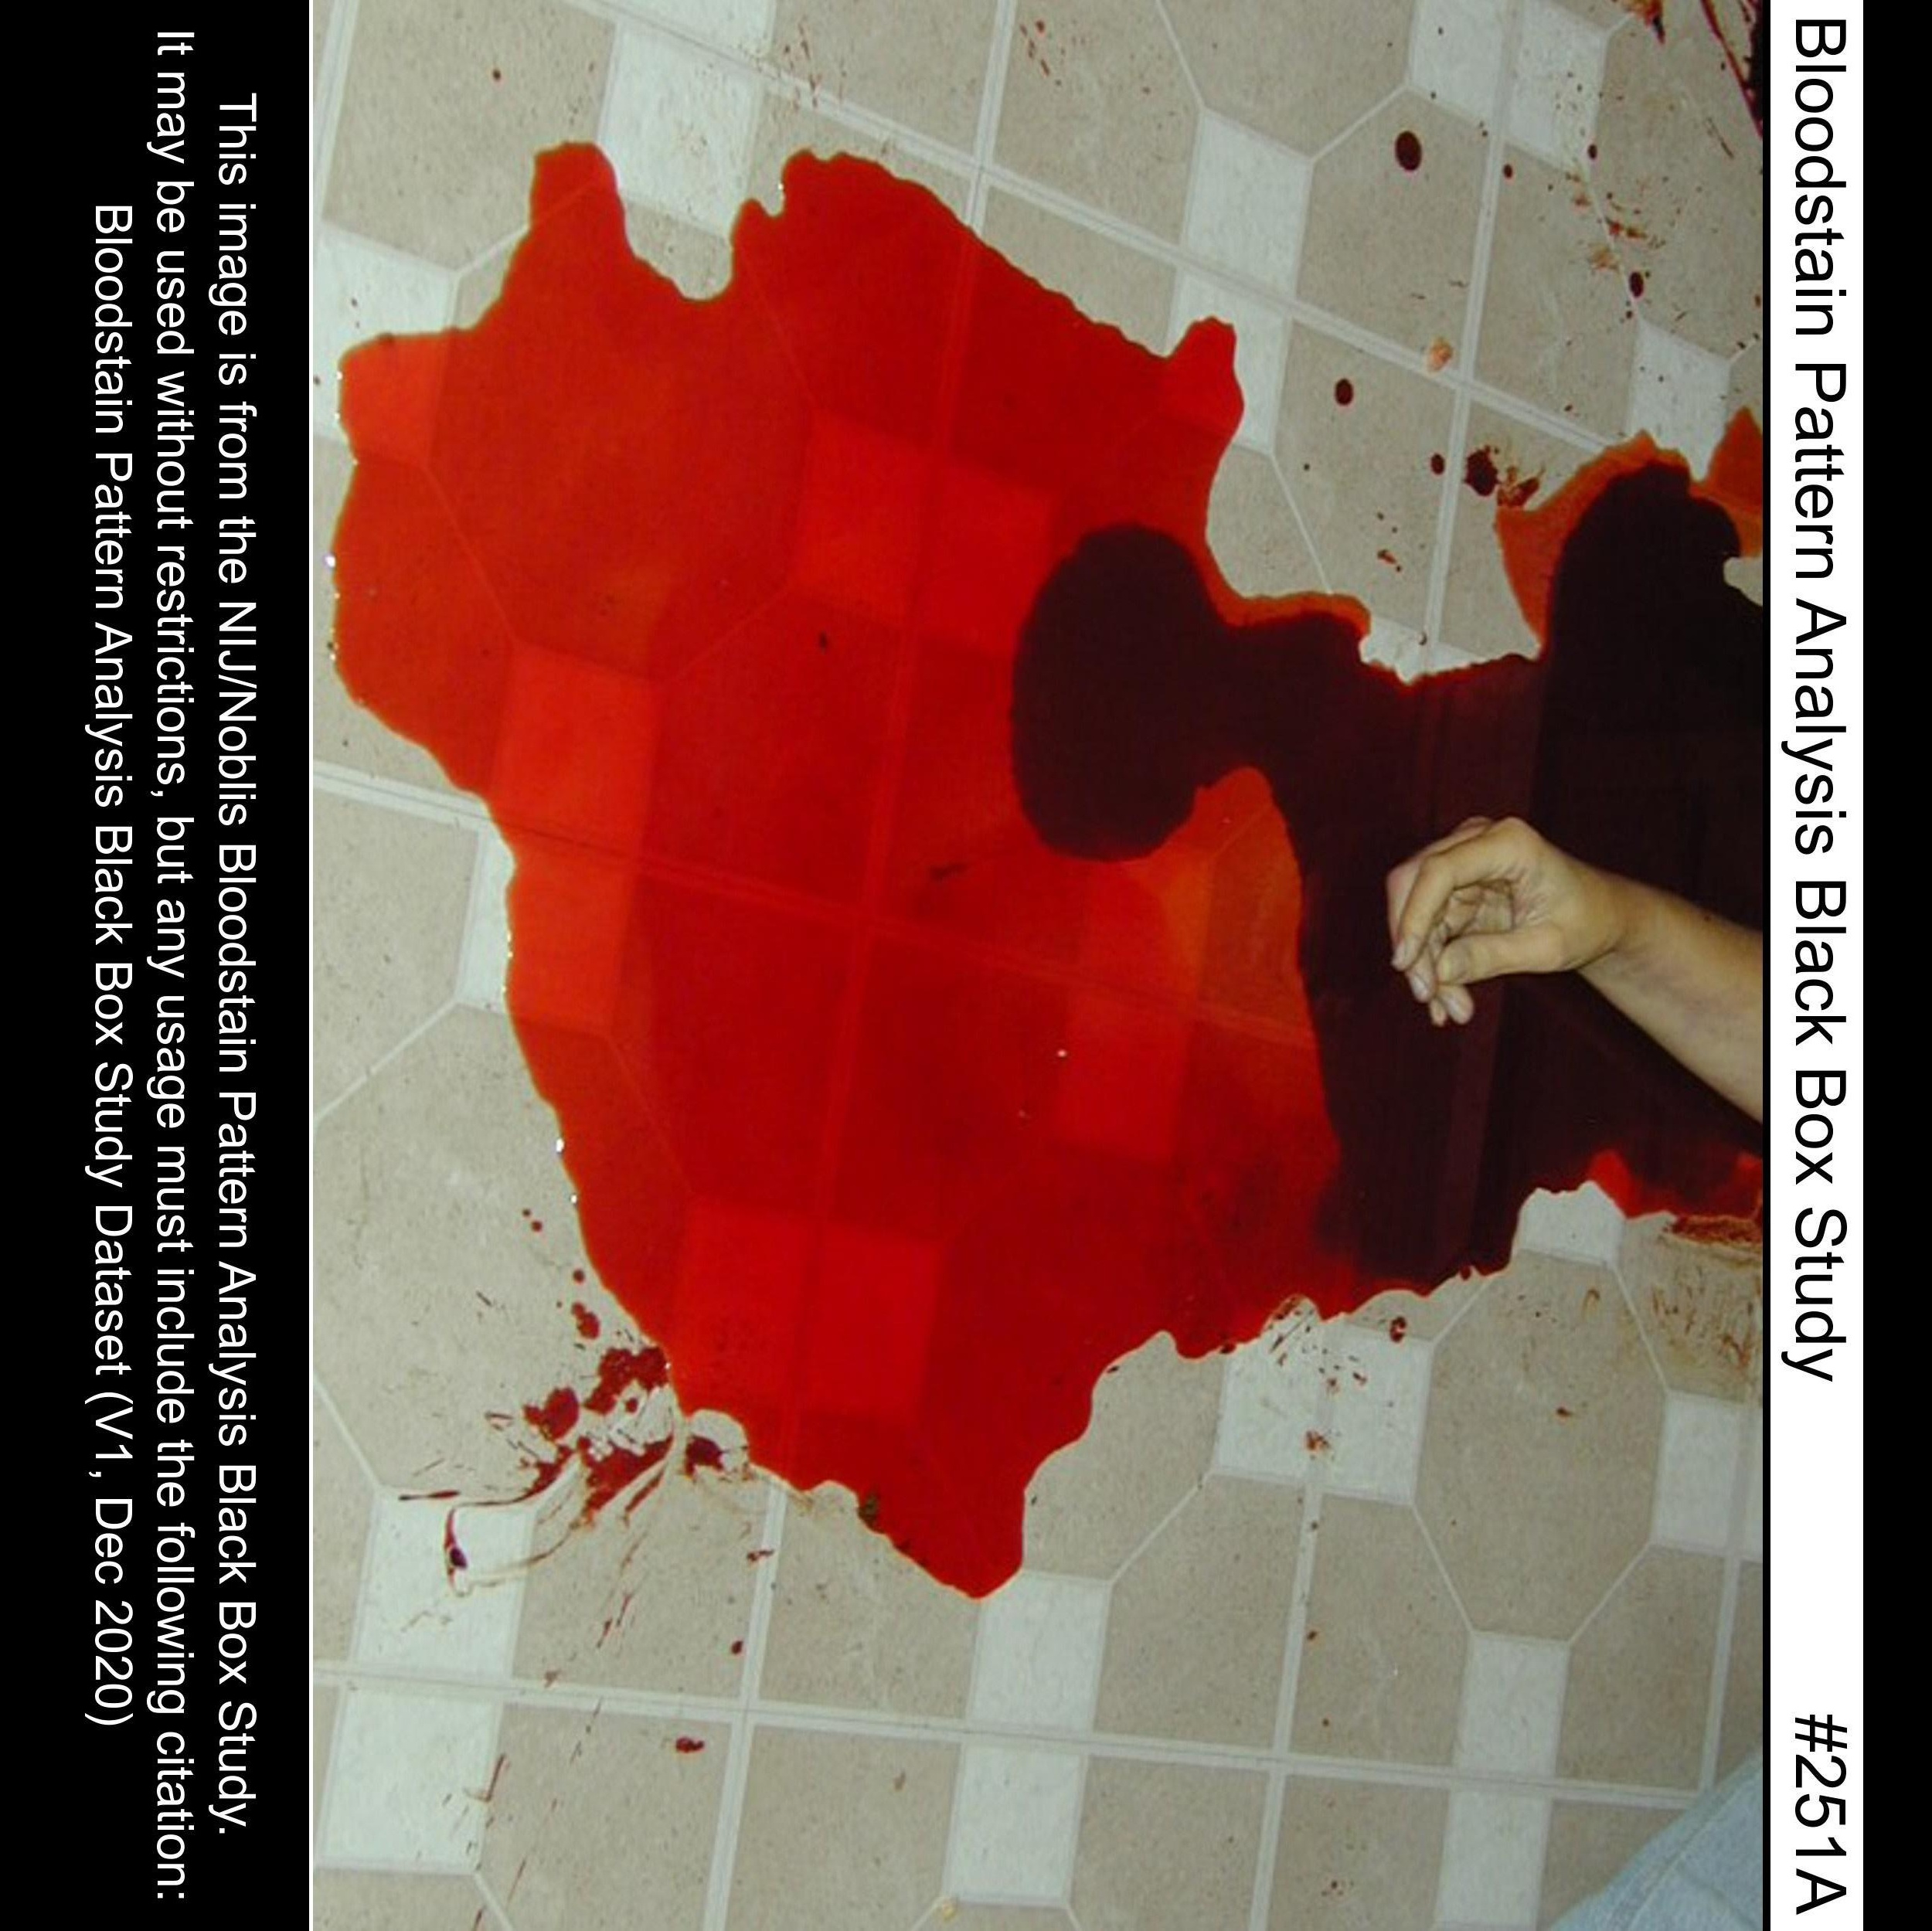 Bloodstain Pattern Analysis Black Box Study #251A
This image is from the NIJ/Noblis Bloodstain Pattern Analysis Black Box Study.
It may be used without restrictions, but any usage must include the following citation:
Bloodstain Pattern Analysis Black Box Study Dataset (V1, Dec 2020)